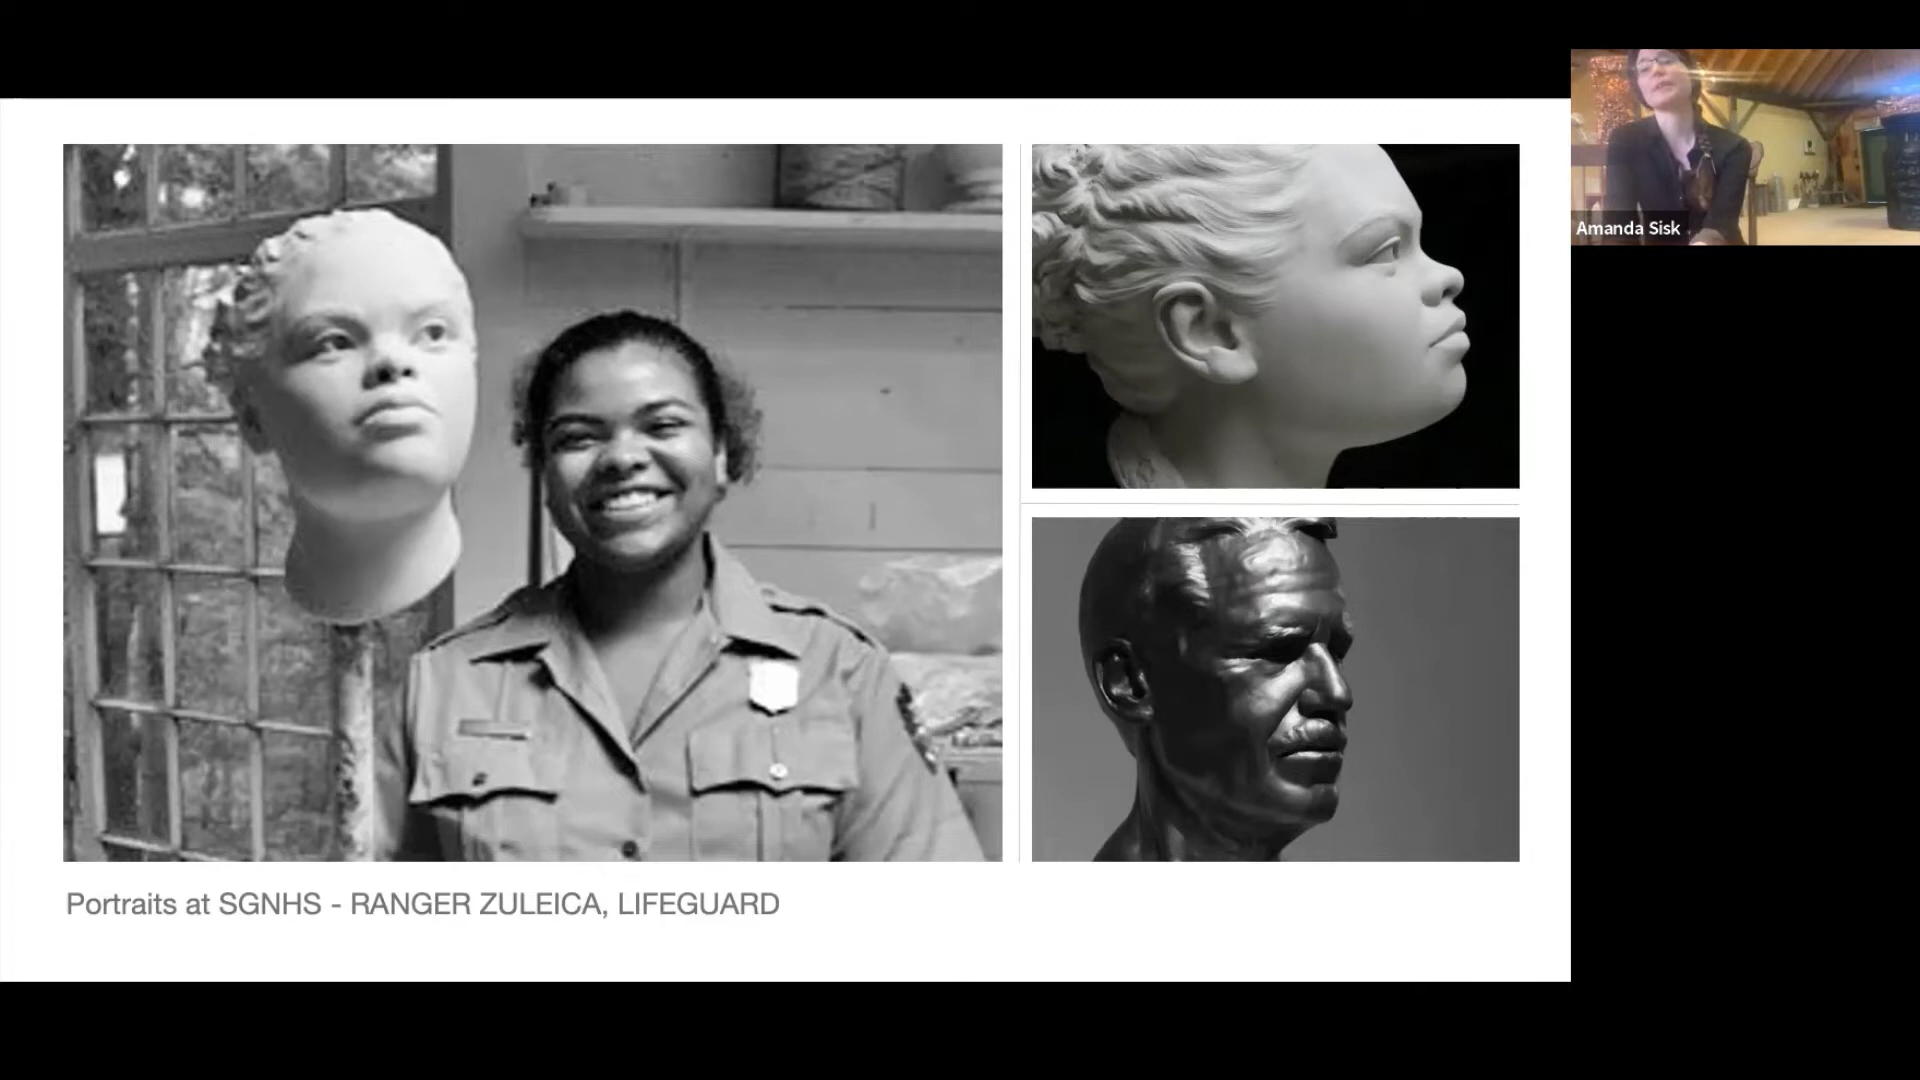 Amanda Sisk
Portraits at SGNHS - RANGER ZULEICA, LIFEGUARD